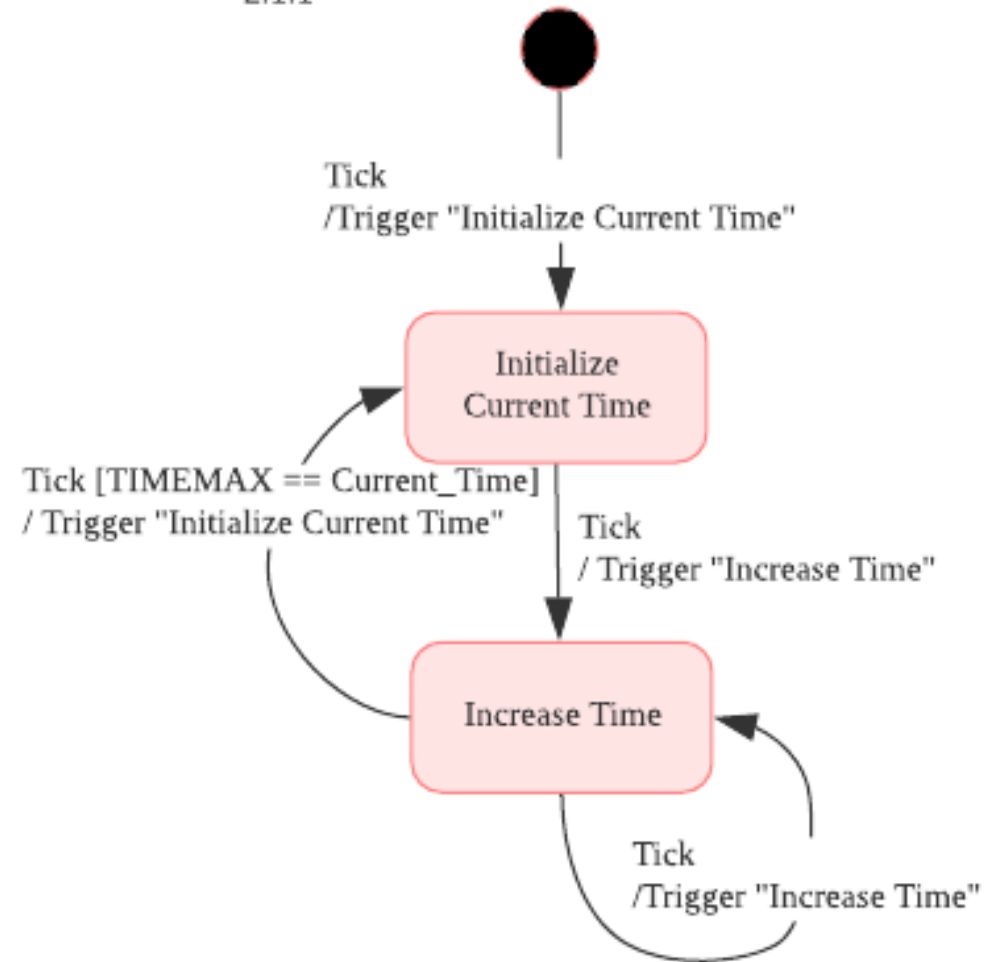 Tick
/Trigger "Initialize Current Time"
Initialize
Current Time
Tick [TIMEMAX == Current_Time]
/ Trigger "Initialize Current Time"
Tick
/ Trigger "Increase Time"
Increase Time
Tick
/Trigger "Increase Time"